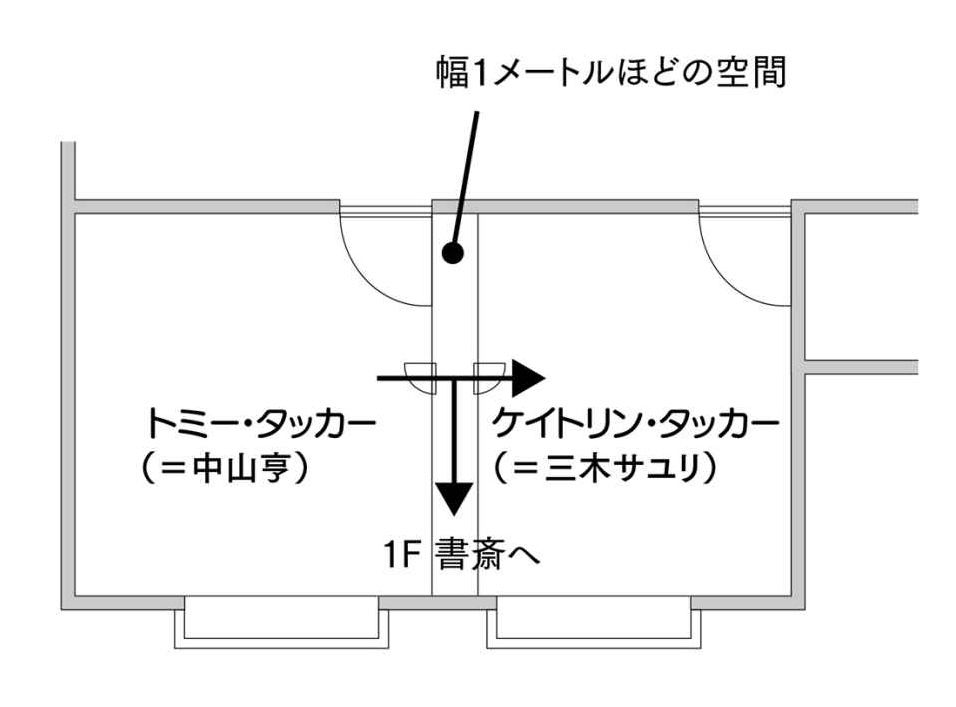 幅1メートルほどの空間
トミー・タッカー
(=中山亨)
ケイトリン・タッカー
(=三木サユリ)
1F 書斎へ